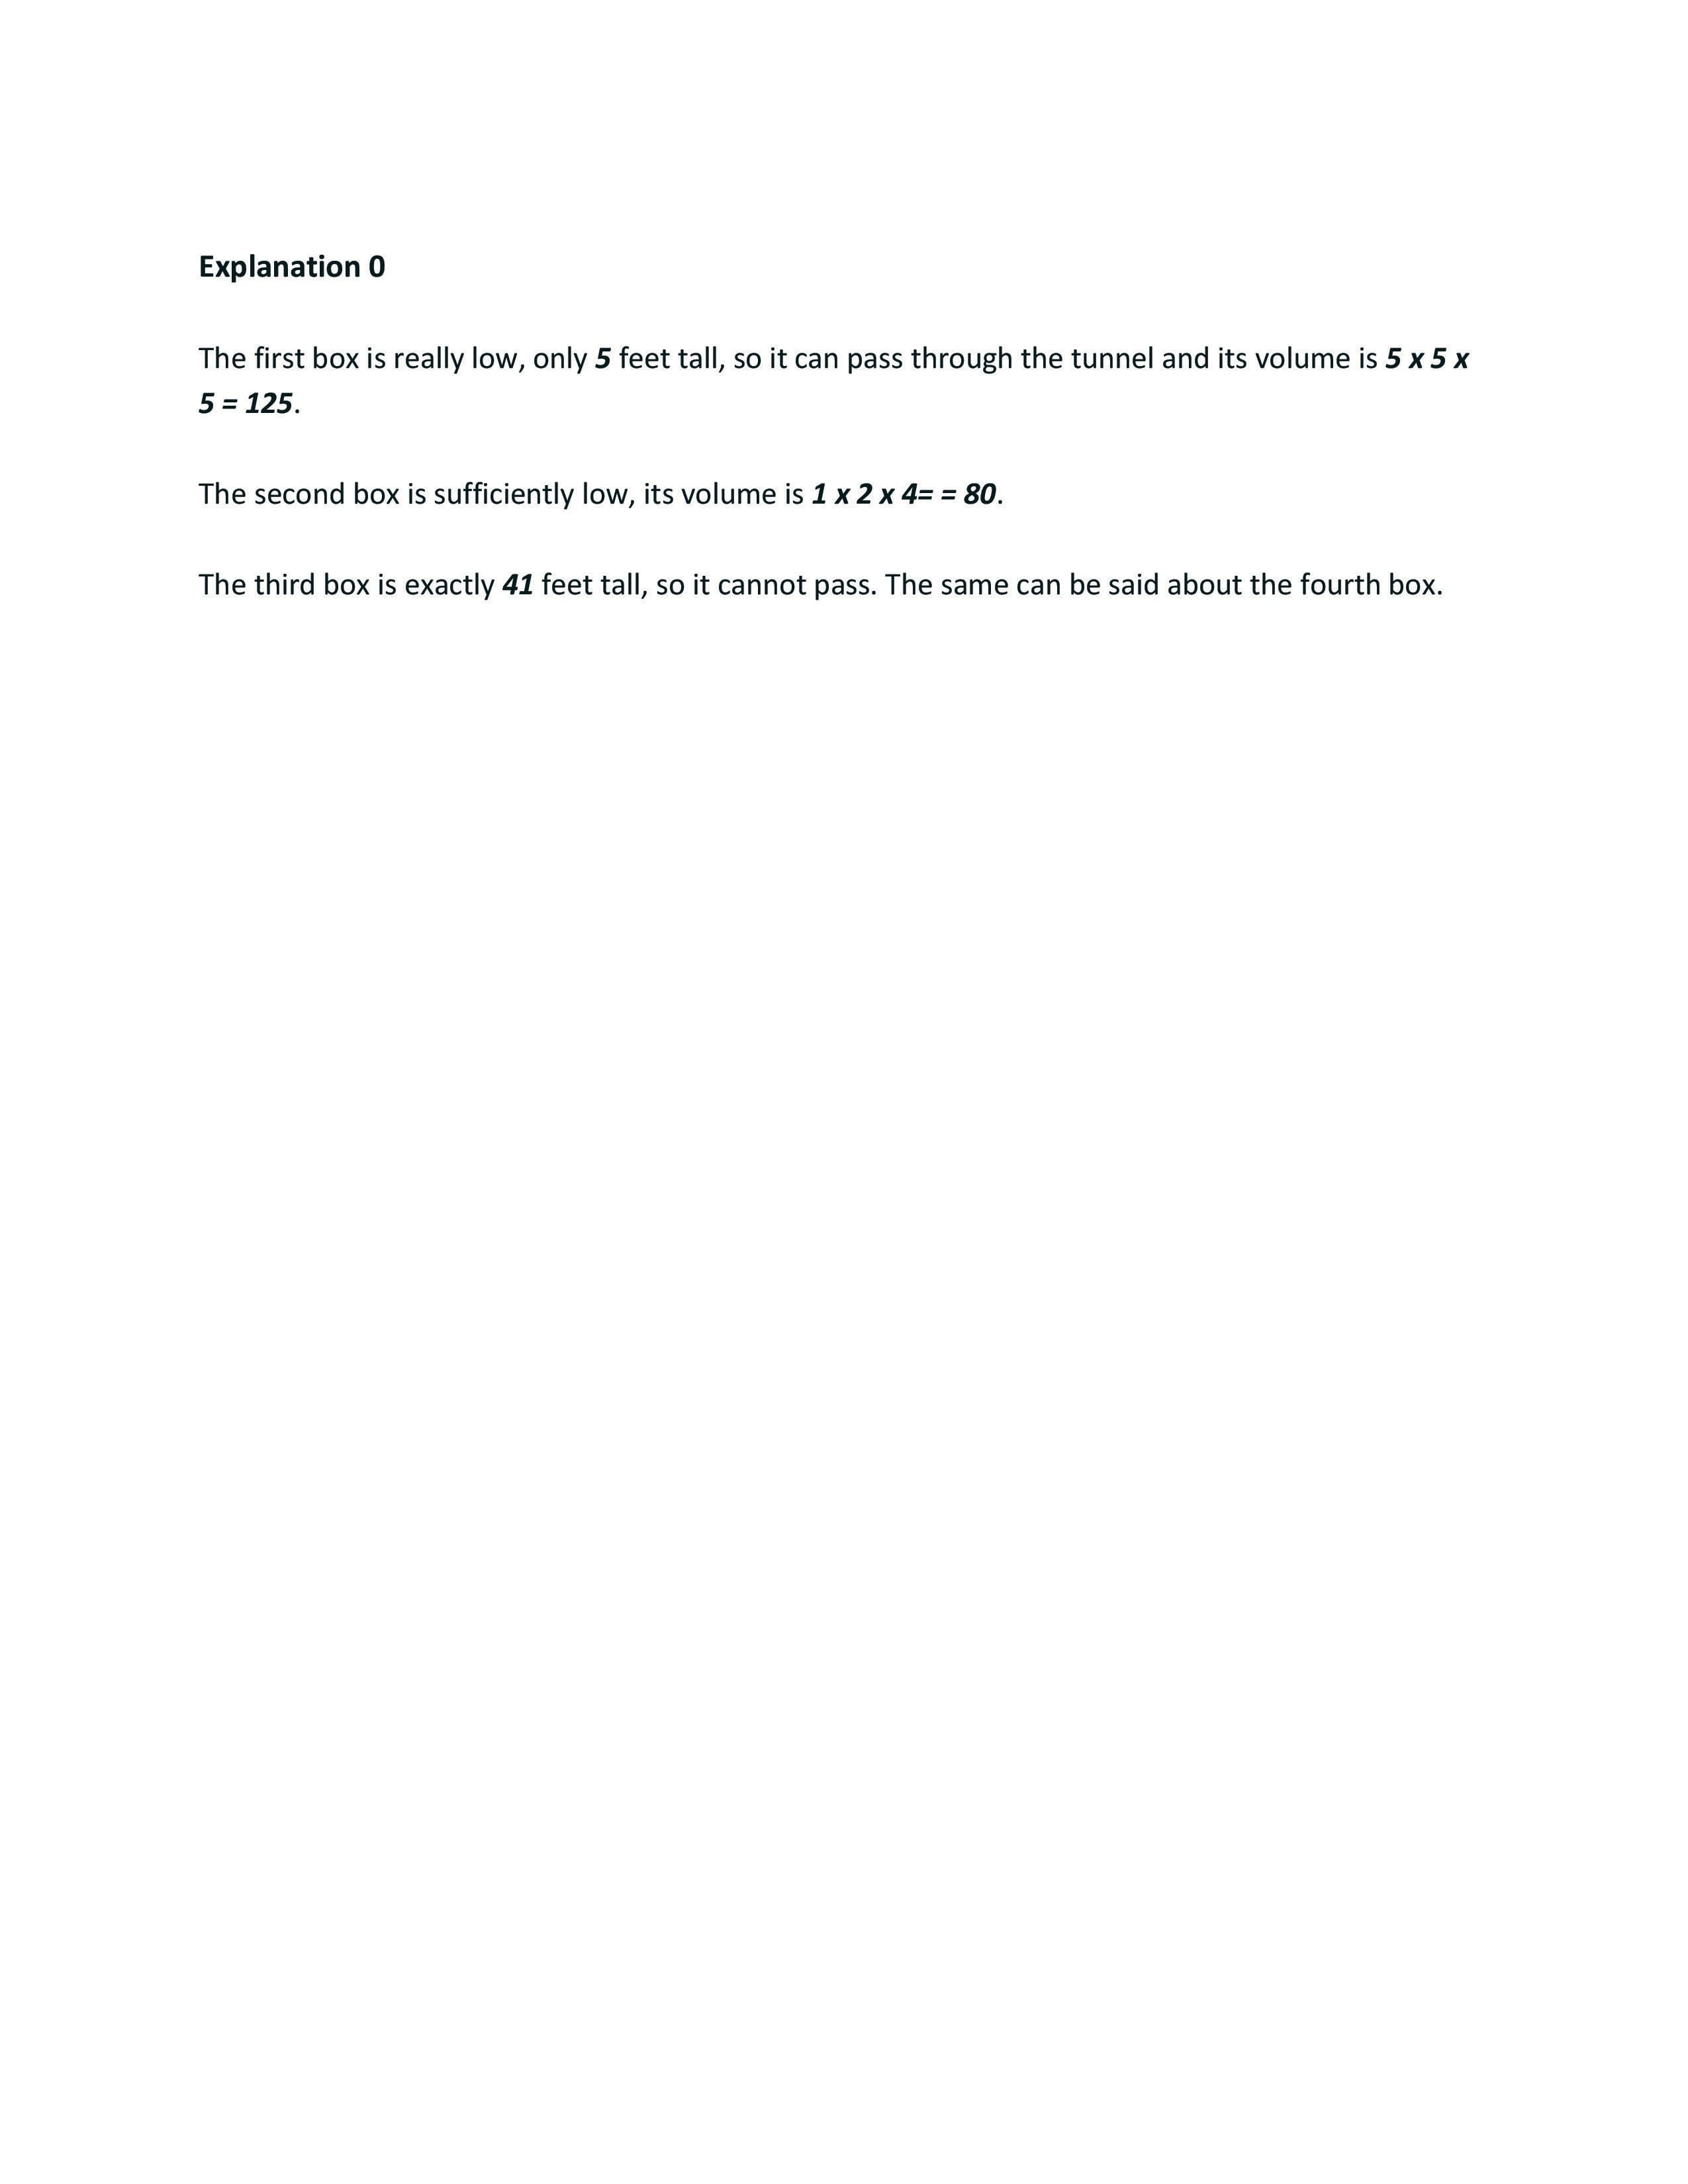 Explanation 0
The first box is really low, only 5 feet tall, so it can pass through the tunnel and its volume is 5 x 5 x
5 = 125.
The second box is sufficiently low, its volume is 1 x 2 x 4= = 80.
The third box is exactly 41 feet tall, so it cannot pass. The same can be said about the fourth box.